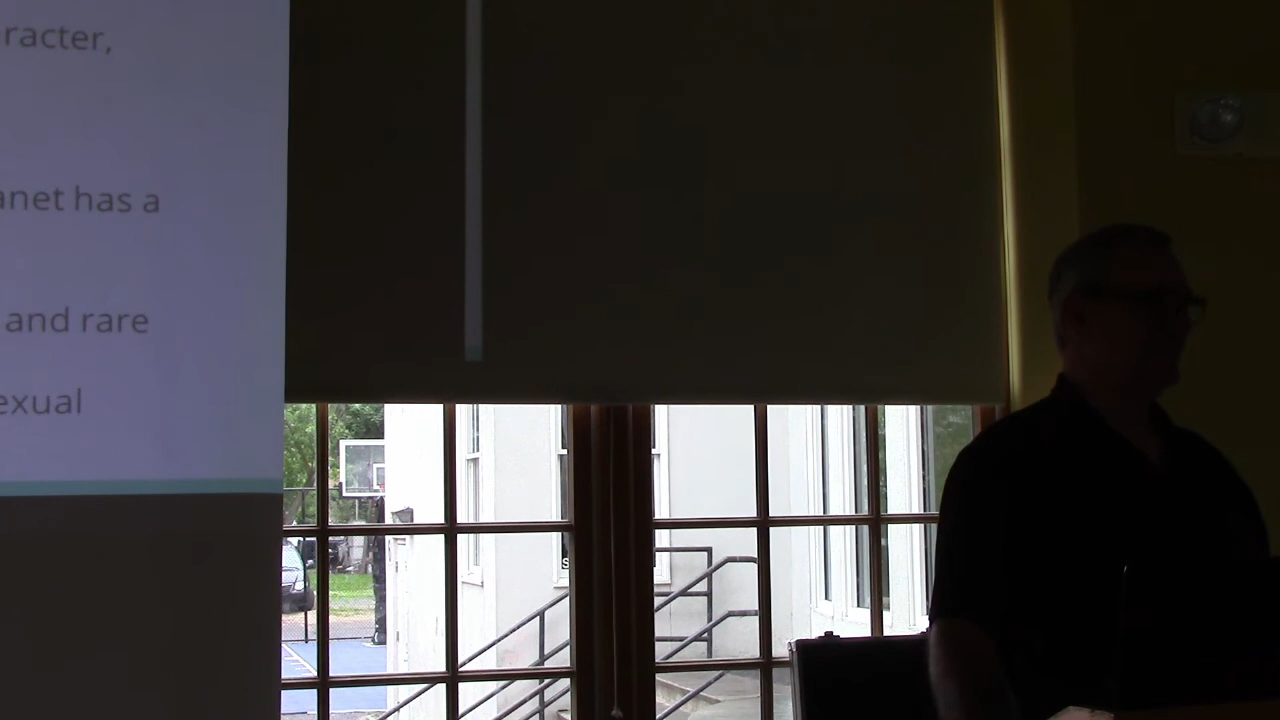 racter,
anet has a
and rare
exual